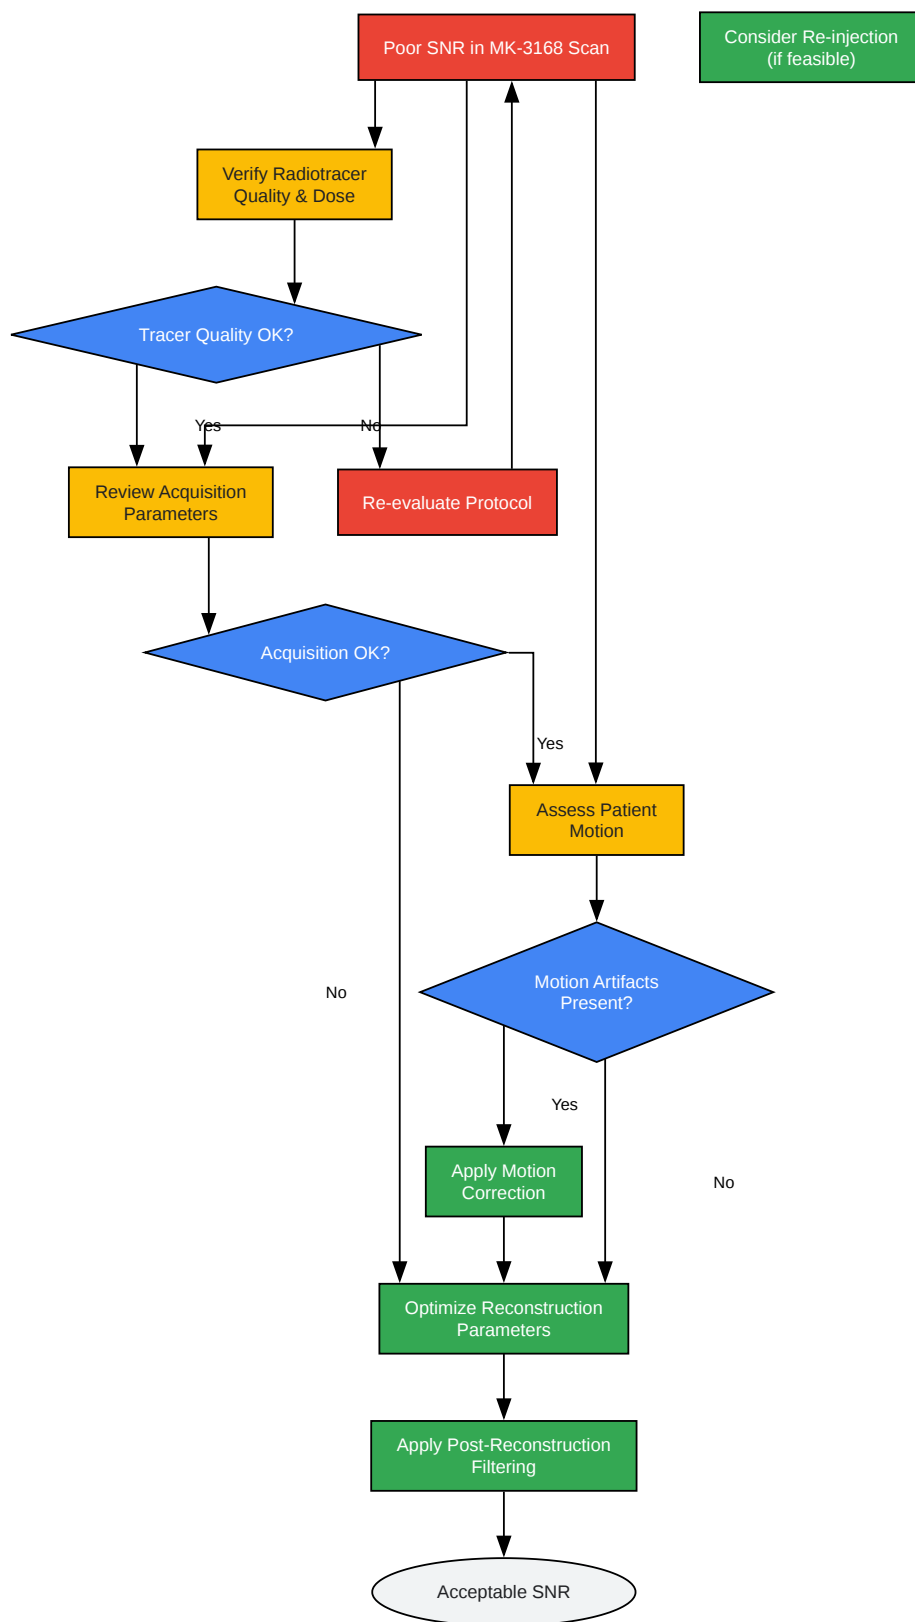 Poor SNR in MK-3168 Scan
Consider Re-injection
(if feasible)
Verify Radiotracer
Quality & Dose
Tracer Quality OK?
Yes
No
Review Acquisition
Parameters
Re-evaluate Protocol
Acquisition OK?
Yes
Assess Patient
Motion
Motion Artifacts
Present?
No
Yes
Apply Motion
Correction
No
Optimize Reconstruction
Parameters
Apply Post-Reconstruction
Filtering
Acceptable SNR